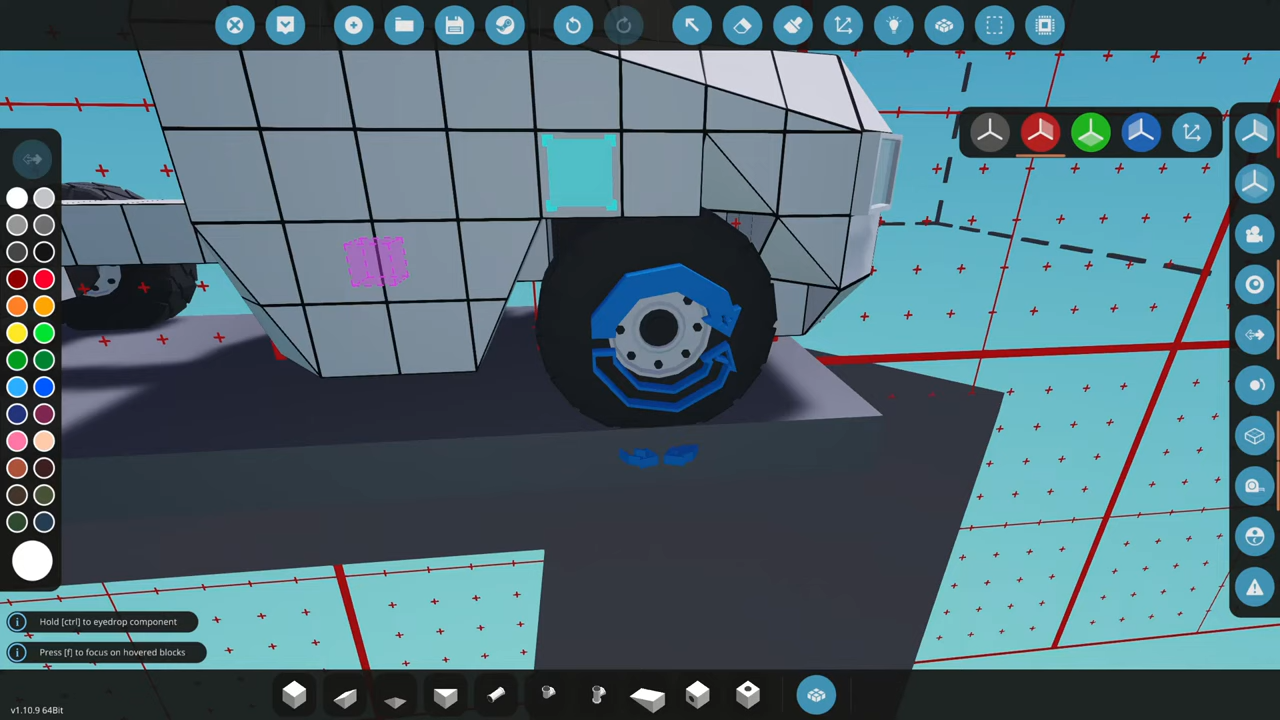 Hold [ctrl] to eyedrop component
Press [f] to focus on hovered blocks
v1.10.9 64Bit